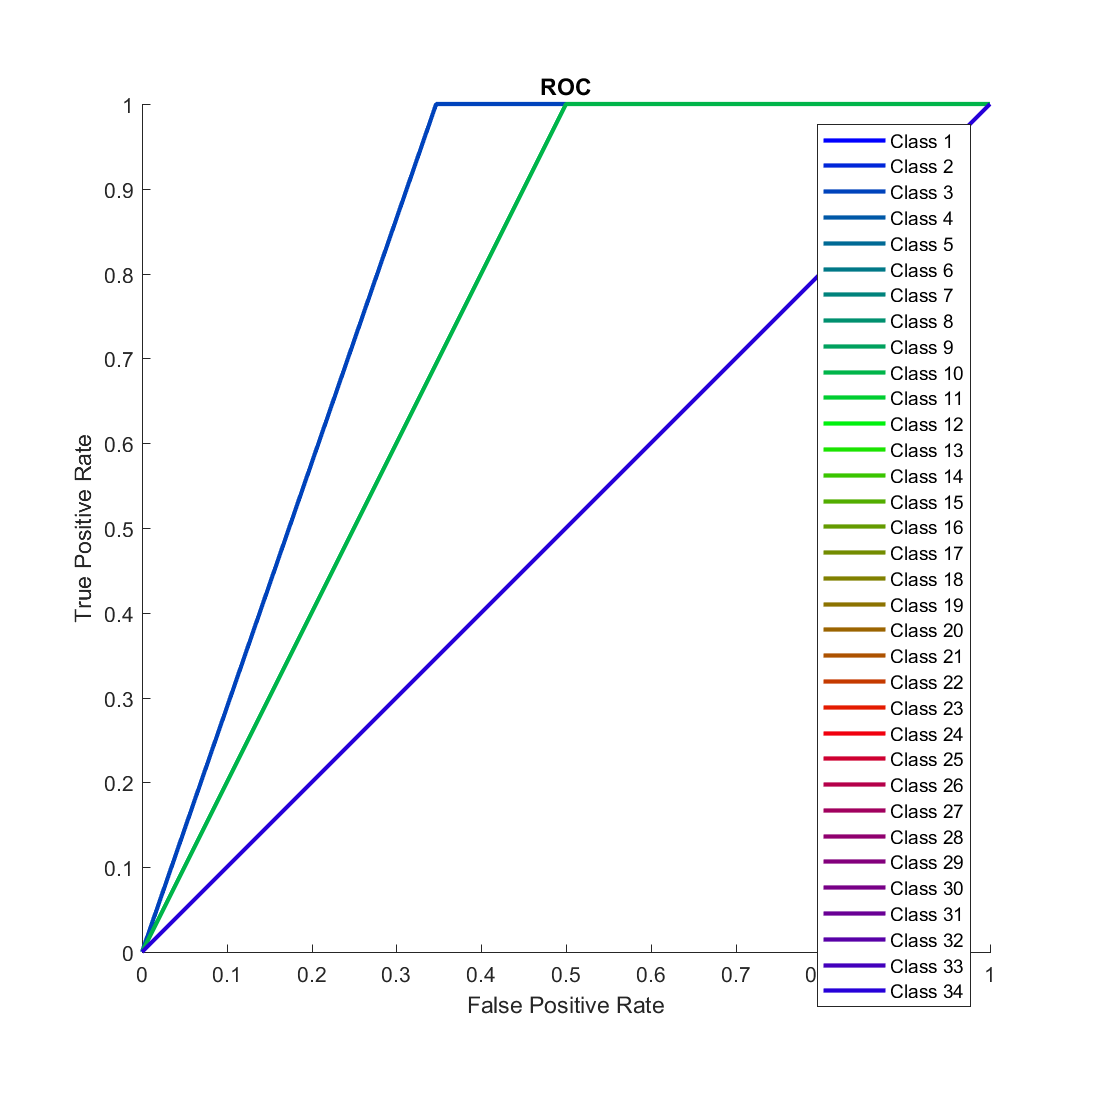 ROC
1
0.9
0.8
0.7
0.6
0.5
0.4
0.3
0.2
0.1
0
True Positive Rate
Class 1
Class 2
Class 3
Class 4
Class 5
Class 6
Class 7
Class 8
Class 9
Class 10
Class 11
Class 12
Class 13
Class 14
Class 15
Class 16
Class 17
Class 18
Class 19
Class 20
Class 21
Class 22
Class 23
Class 24
Class 25
Class 26
Class 27
Class 28
Class 29
Class 30
Class 31
Class 32
Class 33
Class 34
0 0.1 0.2 0.3 0.4 0.5 0.6 0.7 1
False Positive Rate